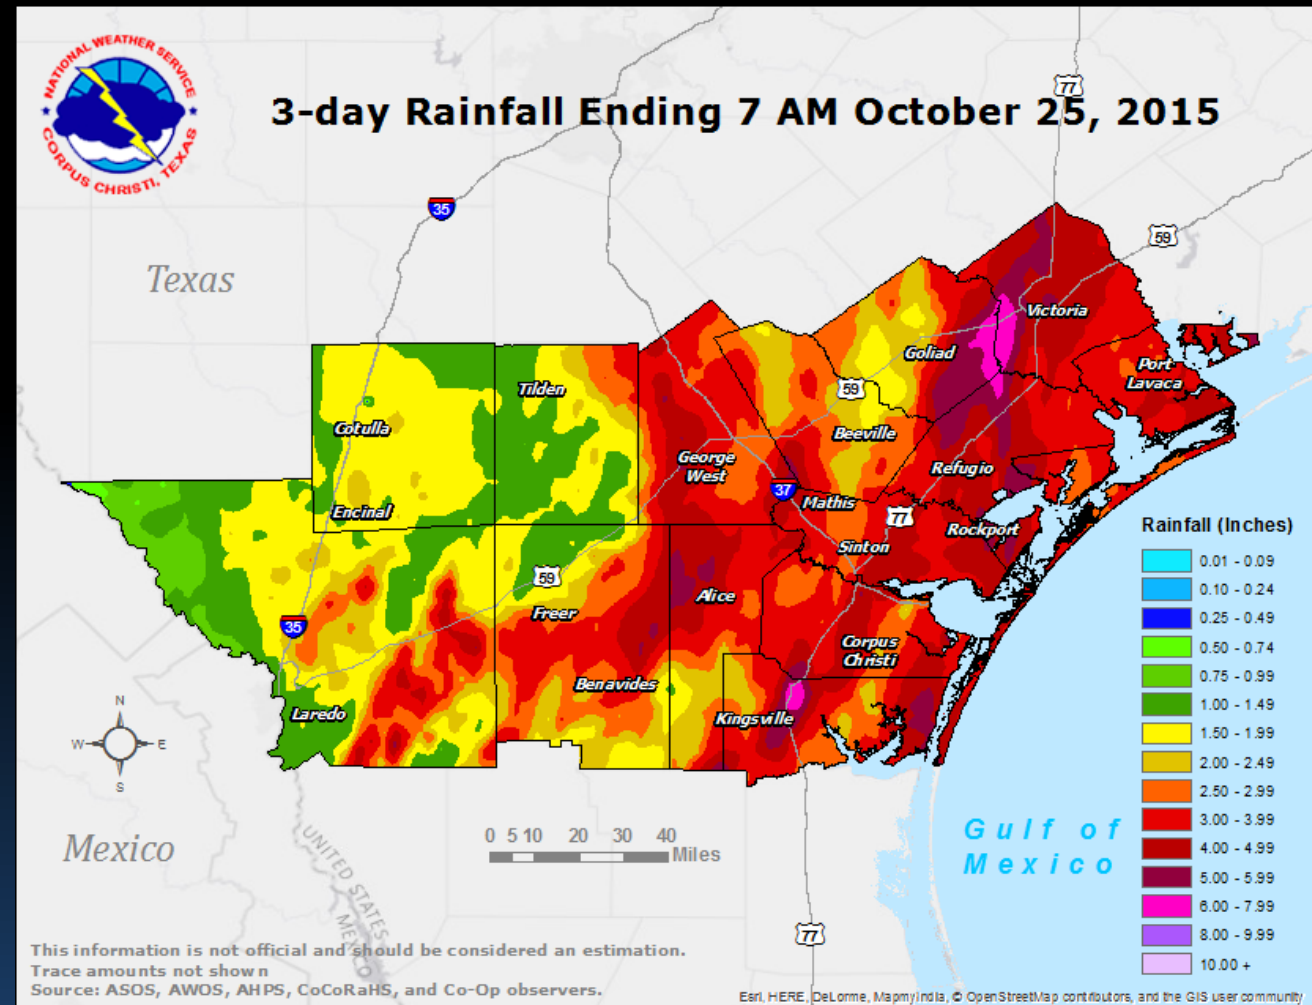 NATIONAL WEATHER SERVICE
CORPUS CHRISTI, TEXAS
3-day Rainfall Ending 7 AM October 25, 2015
77
35
59
Texas
Victoria
Goliad
Port
Lavaca
Tilden
59
Cotulla
Beeville
George
West
Refugio
37
Mathis
77
Encinal
Rockport
Sinton
59
Alice
Freer
35
Corpus
Christi
Benavides
Laredo
Kingsville
Rainfall (Inches)
0.01 - 0.09
0.10 - 0.24
0.25 - 0.49
0.50 - 0.74
0.75 - 0.99
1.00 - 1.49
1.50 - 1.99
2.00 - 2.49
2.50 - 2.99
3.00 - 3.99
4.00 - 4.99
5.00 - 5.99
6.00 - 7.99
8.00 - 9.99
10.00 +
N
W E
S
Mexico
0 5 10 20 30 40
Miles
Gulf of
Mexico
UNITED STATES
MEXICO
77
This information is not official and should be considered an estimation.
Trace amounts not shown
Source: ASOS, AWOS, AHPS, CoCoRaHS, and Co-Op observers.
Esri, HERE, DeLorme, MapmyIndia, © OpenStreetMap contributors, and the GIS user community